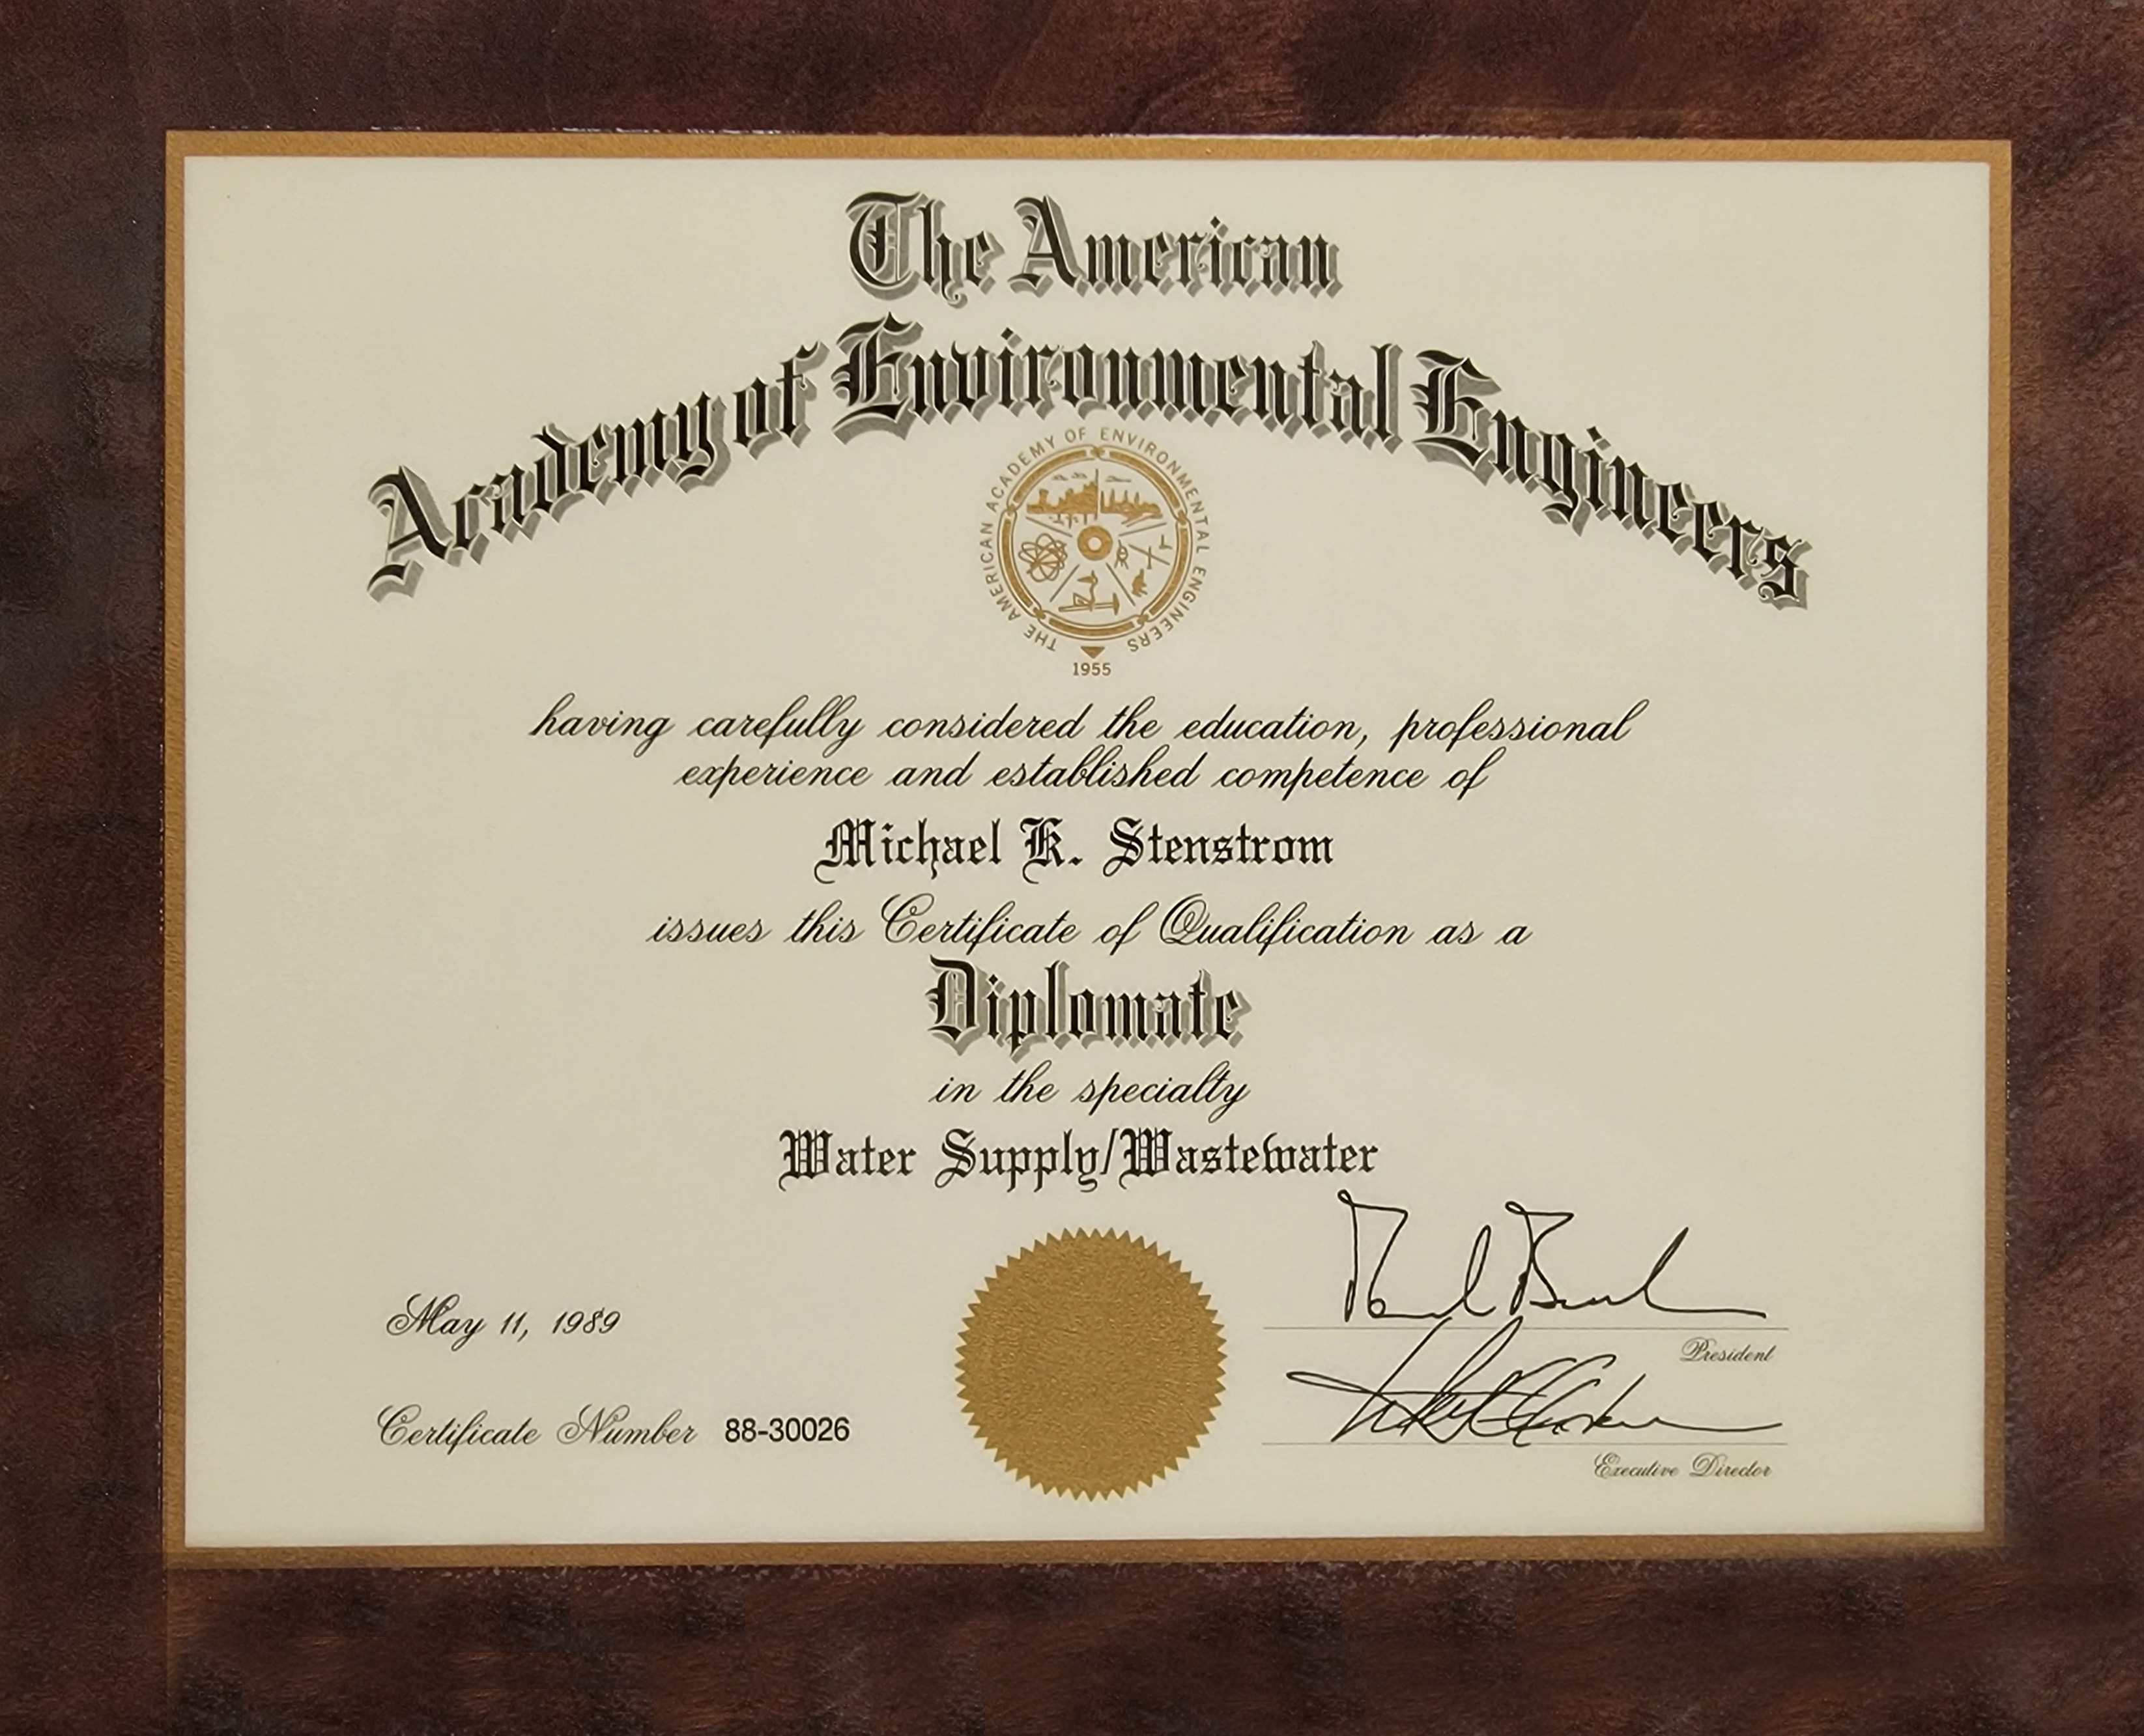 The American
Academy of Environmental Engineers
THE AMERICAN ACADEMY OF ENVIRONMENTAL ENGINEERS
1955
having carefully considered the education, professional
experience and established competence of
Michael K. Stenstrom
issues this Certificate of Qualification as a
Diplomate
in the specialty
Water Supply/Wastewater
May 11, 1989
President
Certificate Number 88-30026
Executive Director